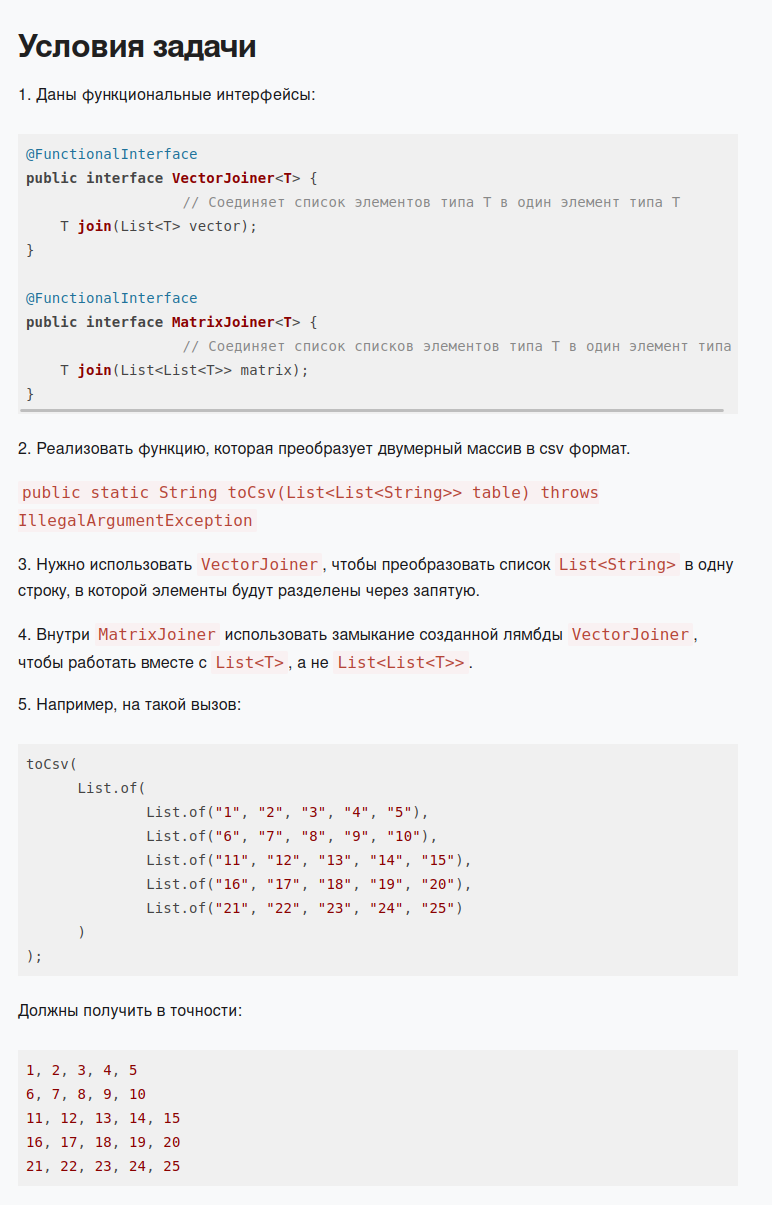 Условия задачи
1. Даны функциональные интерфейсы:
@FunctionalInterface
public interface VectorJoiner<T> {
// Соединяет список элементов типа T в один элемент типа T
T join(List<T> vector);
}
@FunctionalInterface
public interface MatrixJoiner<T> {
// Соединяет список списков элементов типа T в один элемент типа
T join(List<List<T>> matrix);
}
2. Реализовать функцию, которая преобразует двумерный массив в csv формат.
public static String toCsv(List<List<String>> table) throws
IllegalArgumentException
3. Нужно использовать VectorJoiner, чтобы преобразовать список List<String> в одну
строку, в которой элементы будут разделены через запятую.
4. Внутри MatrixJoiner использовать замыкание созданной лямбды VectorJoiner,
чтобы работать вместе с List<T>, а не List<List<T>>.
5. Например, на такой вызов:
toCsv(
List.of(
List.of("1", "2", "3", "4", "5"),
List.of("6", "7", "8", "9", "10"),
List.of("11", "12", "13", "14", "15"),
List.of("16", "17", "18", "19", "20"),
List.of("21", "22", "23", "24", "25")
)
);
Должны получить в точности:
1, 2, 3, 4, 5
6, 7, 8, 9, 10
11, 12, 13, 14, 15
16, 17, 18, 19, 20
21, 22, 23, 24, 25